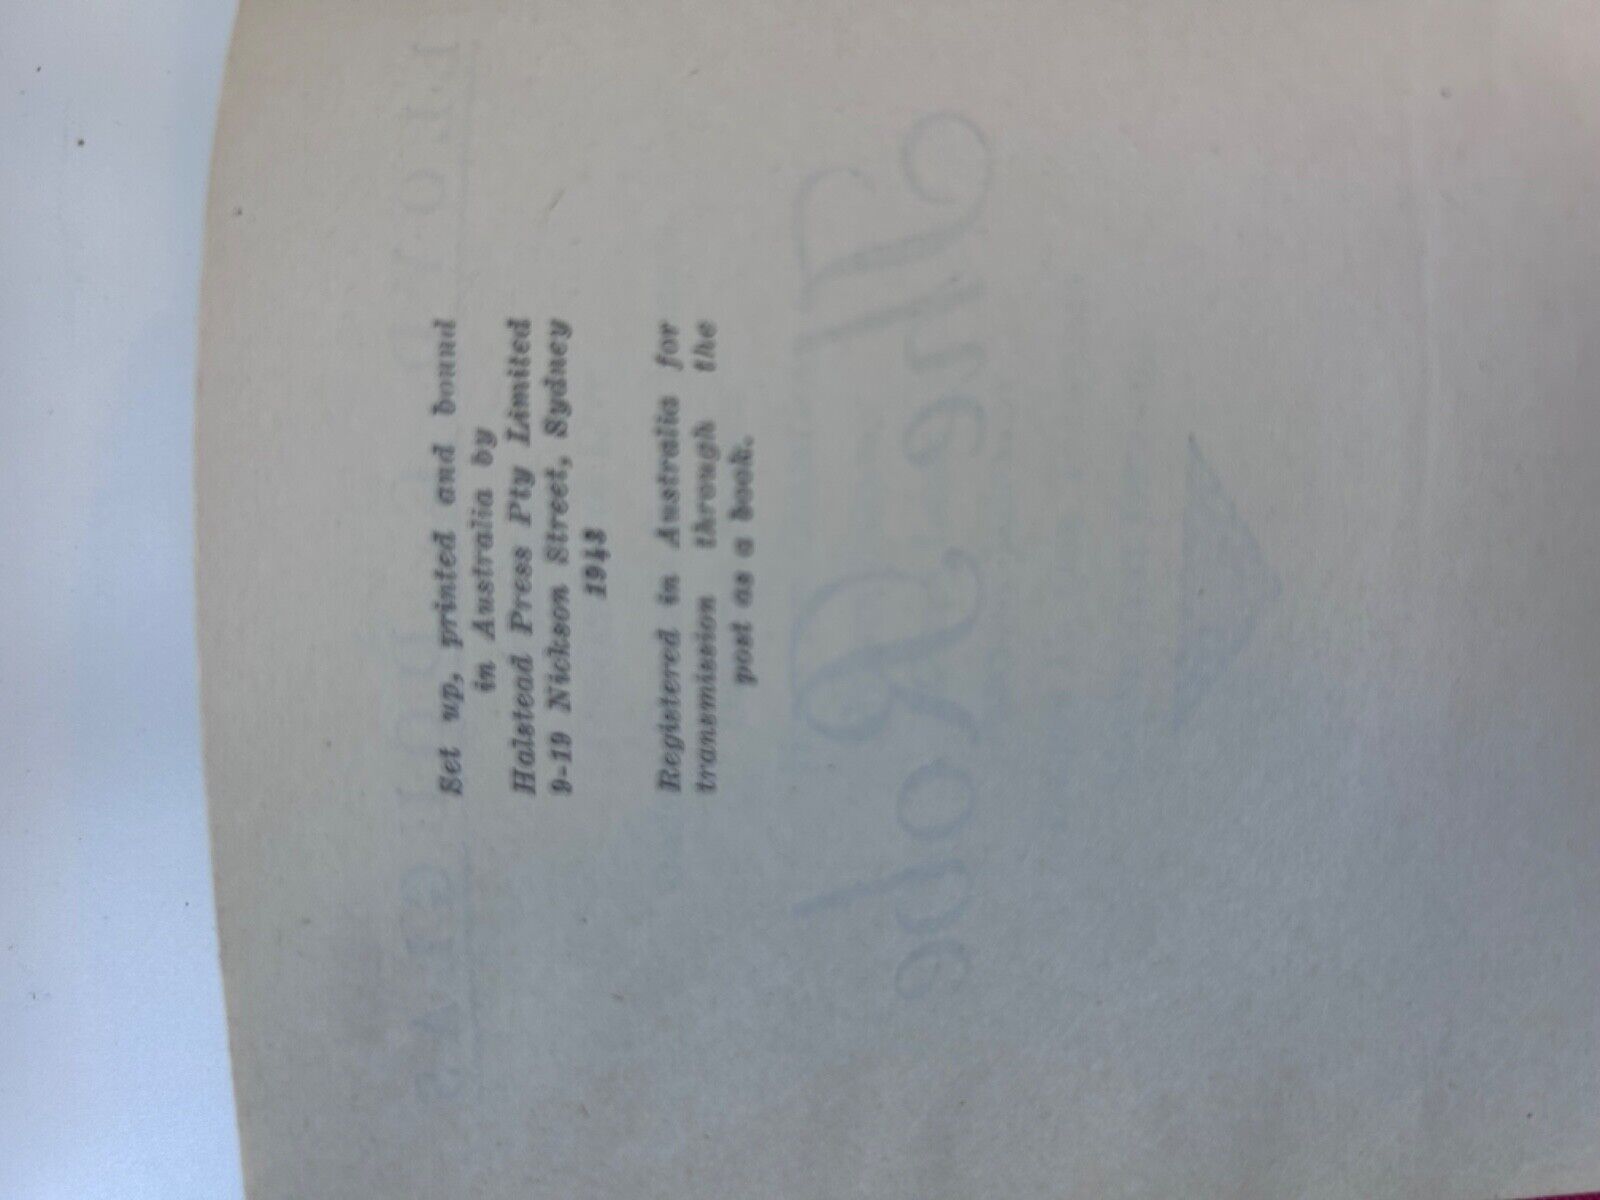 Set up, printed and bound
in Australia by
Halstead Press Pty Limited
9-19 Nickson Street, Sydney
1943
Registered in Australia for
transmission through the
post as a book.